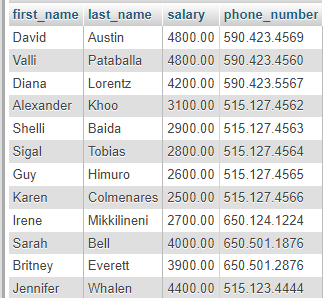 first_name last_name salary phone_number
David Austin 4800.00 590.423.4569
Valli Pataballa 4800.00 590.423.4560
Diana Lorentz 4200.00 590.423.5567
Alexander Khoo 3100.00 515.127.4562
Shelli Baida 2900.00 515.127.4563
Sigal Tobias 2800.00 515.127.4564
Guy Himuro 2600.00 515.127.4565
Karen Colmenares 2500.00 515.127.4566
Irene Mikkilineni 2700.00 650.124.1224
Sarah Bell 4000.00 650.501.1876
Britney Everett 3900.00 650.501.2876
Jennifer Whalen 4400.00 515.123.4444